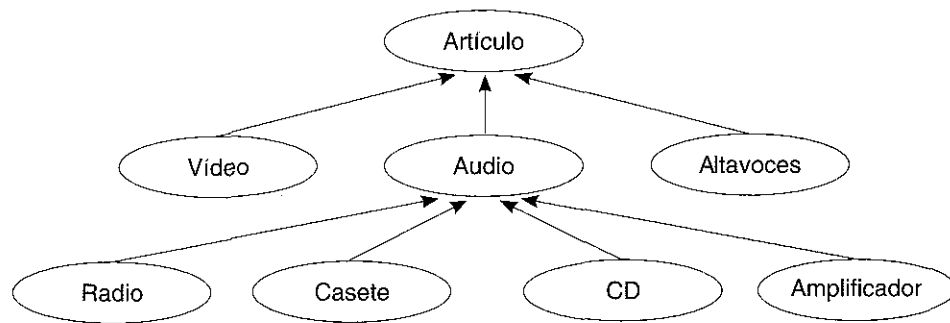 Artículo
Vídeo
Audio
Altavoces
Radio
Casete
CD
Amplificador